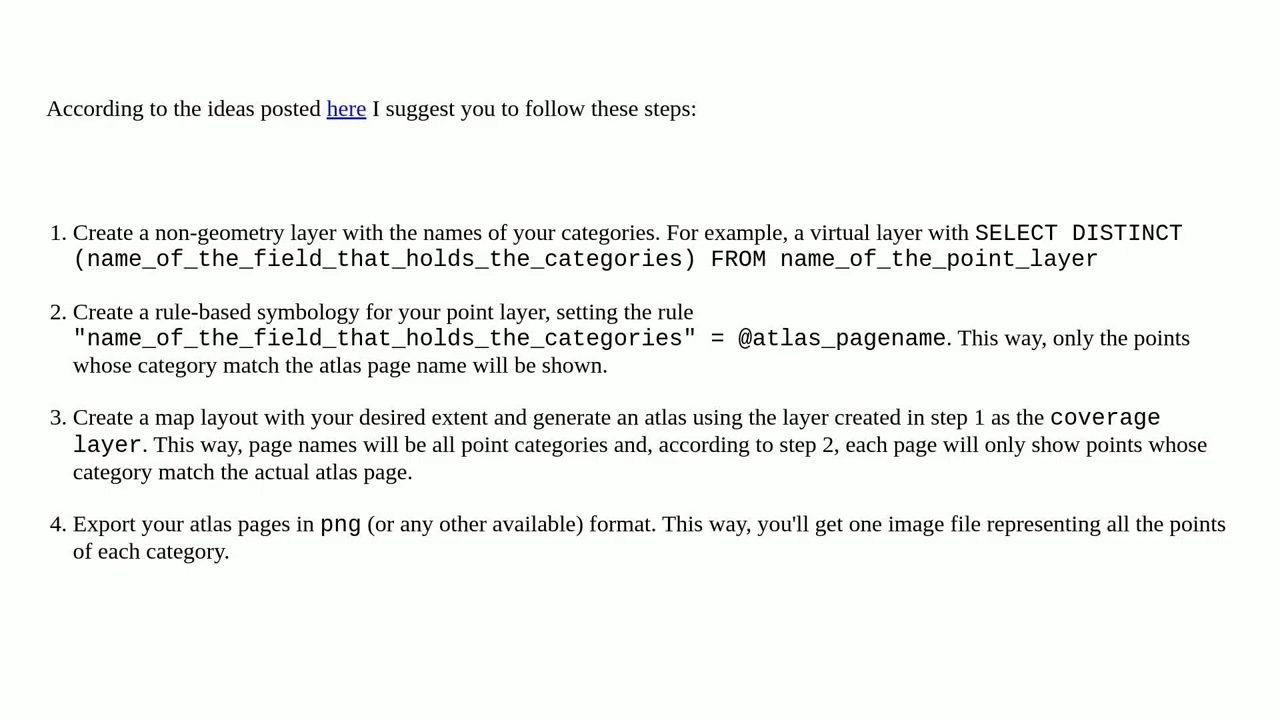 According to the ideas posted here I suggest you to follow these steps:
1. Create a non-geometry layer with the names of your categories. For example, a virtual layer with SELECT DISTINCT
(name_of_the_field_that_holds_the_categories) FROM name_of_the_point_layer
2. Create a rule-based symbology for your point layer, setting the rule
"name_of_the_field_that_holds_the_categories" = @atlas_pagename. This way, only the points
whose category match the atlas page name will be shown.
3. Create a map layout with your desired extent and generate an atlas using the layer created in step 1 as the coverage
layer. This way, page names will be all point categories and, according to step 2, each page will only show points whose
category match the actual atlas page.
4. Export your atlas pages in png (or any other available) format. This way, you'll get one image file representing all the points
of each category.